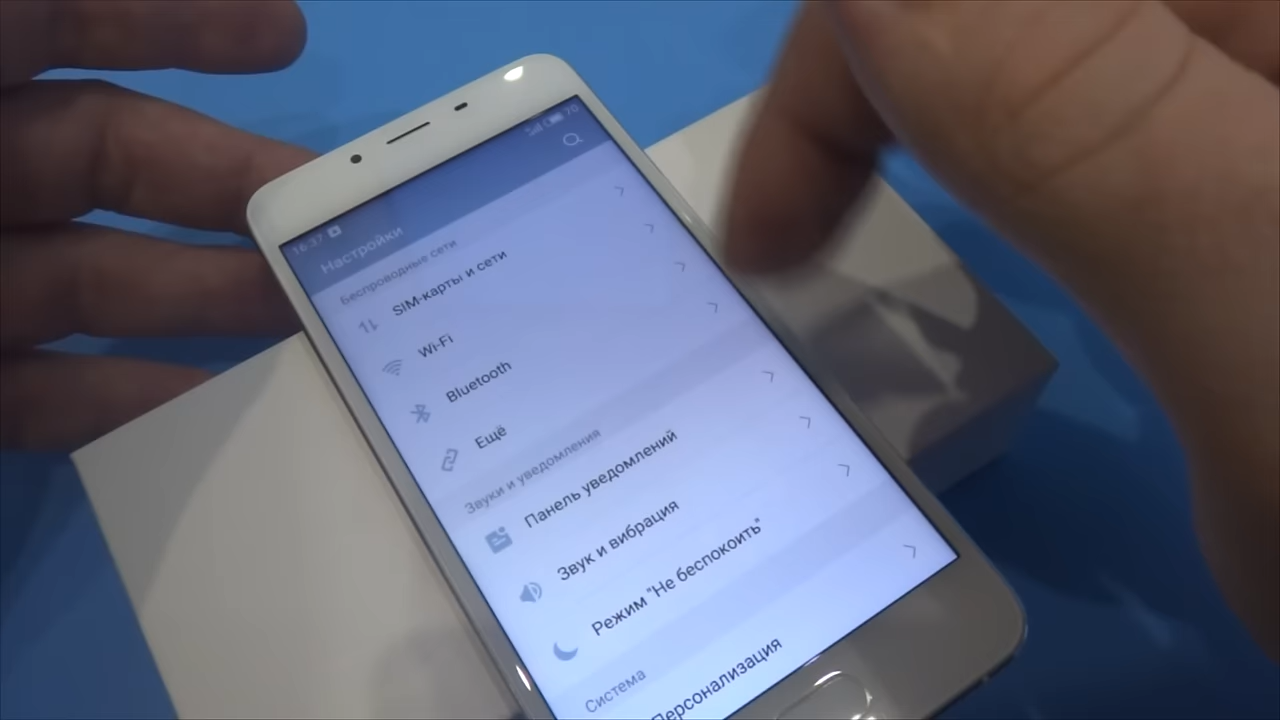 16:37
70
Настройки
Беспроводные сети
SIM-карты и сети
Wi-Fi
Bluetooth
Ещё
Звуки и уведомления
Панель уведомлений
Звук и вибрация
Режим "Не беспокоить"
Система
Персонализация